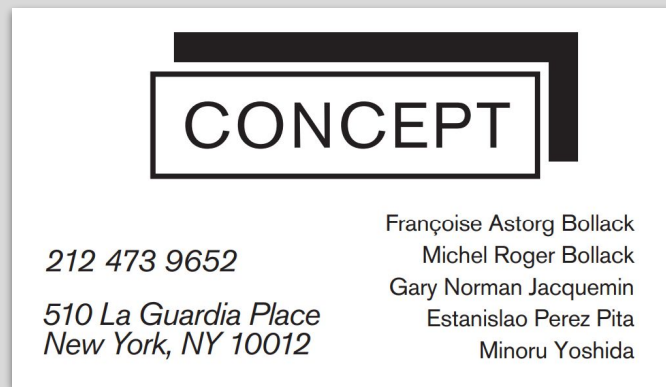 CONCEPT
212 473 9652
510 La Guardia Place
New York, NY 10012
Françoise Astorg Bollack
Michel Roger Bollack
Gary Norman Jacquemin
Estanislao Perez Pita
Minoru Yoshida